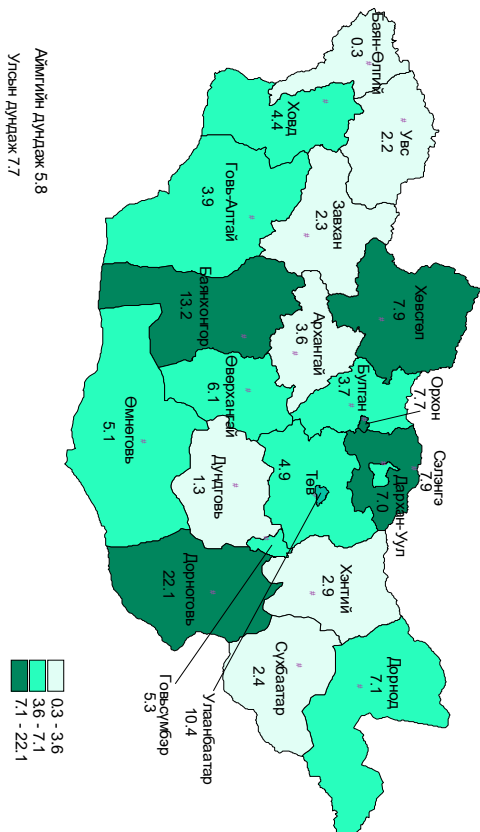 Баян-Өлгий
0.3
Увс
2.2
Ховд
4.4
Завхан
2.3
Говь-Алтай
3.9
Хөвсгөл
7.9
Баянхонгор
13.2
Архангай
3.6
Булган
3.7
Орхон
7.7
Сэлэнгэ
7.9
Дархан-Уул
7.0
Өвөрхангай
6.1
Төв
4.9
Өмнөговь
5.1
Дундговь
1.3
Дорноговь
22.1
Хэнтий
2.9
Дорнод
7.1
Сүхбаатар
2.4
Улаанбаатар
10.4
Говьсүмбэр
5.3
Аймгийн дундаж 5.8
Улсын дундаж 7.7
0.3 - 3.6
3.6 - 7.1
7.1 - 22.1